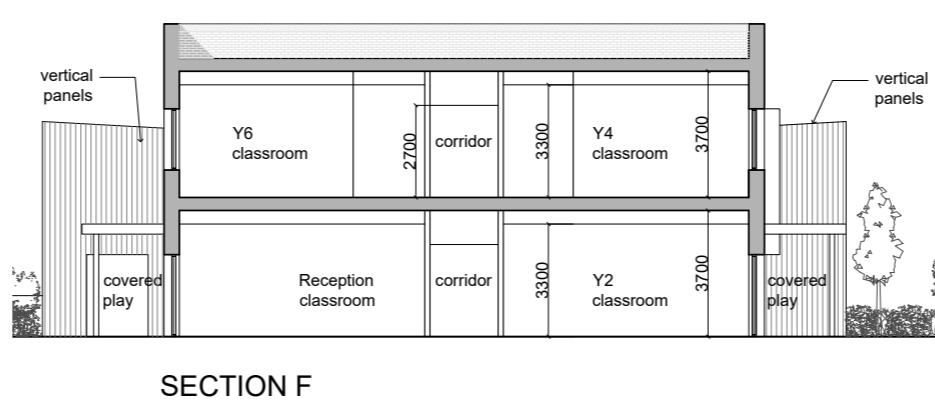 vertical
panels
vertical
panels
Y6
classroom
2700
corridor
3300
Y4
classroom
3700
covered
play
Reception
classroom
corridor
3300
Y2
classroom
3700
covered
play
SECTION F